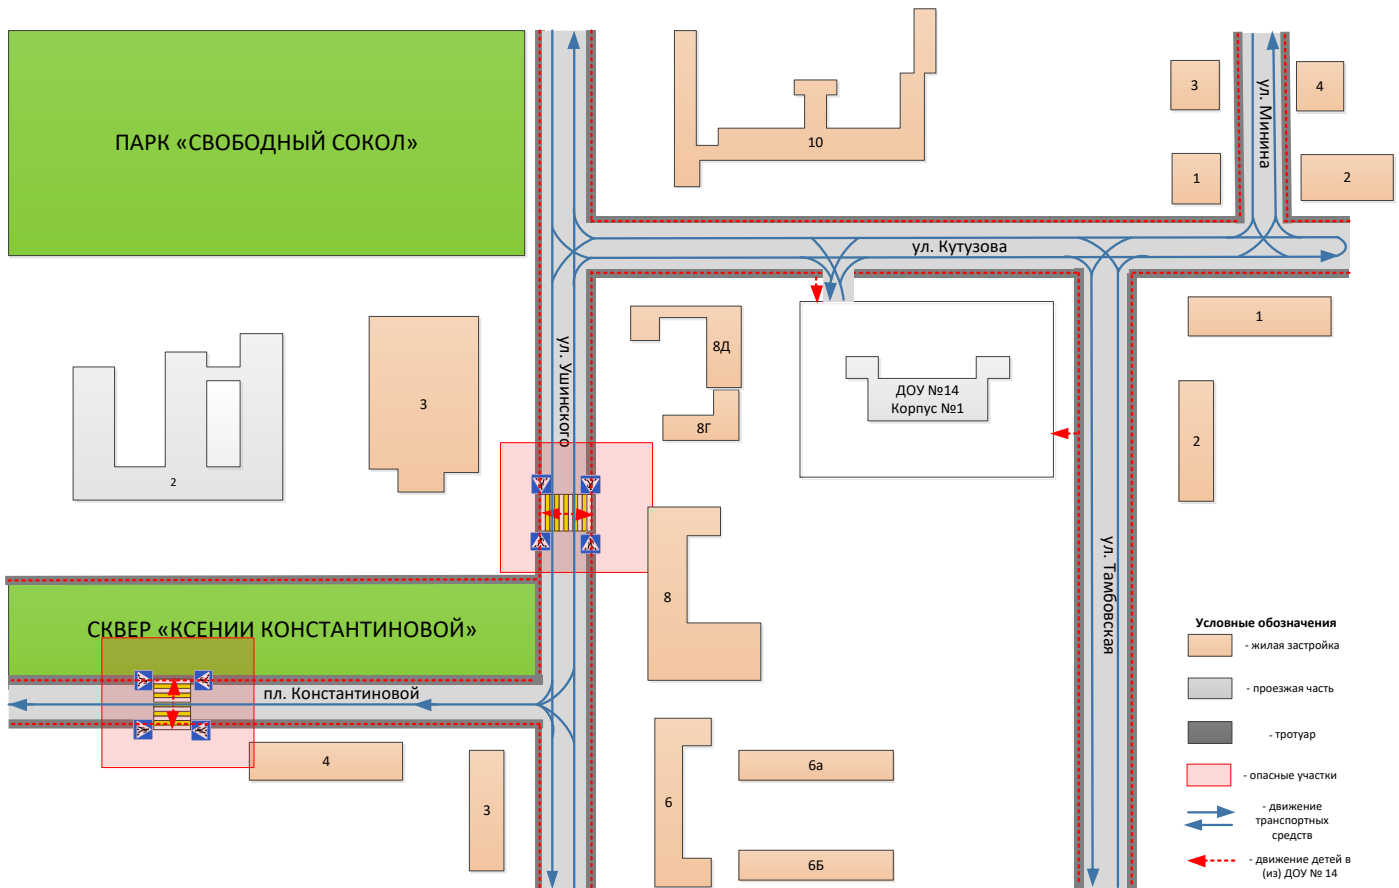 ПАРК «СВОБОДНЫЙ СОКОЛ»
10
3
4
1
2
ул. Минина
ул. Кутузова
ул. Ушинского
3
2
8Д
8Г
ДОУ №14
Корпус №1
1
2
ул. Тамбовская
8
СКВЕР «КСЕНИИ КОНСТАНТИНОВОЙ»
пл. Константиновой
4
3
6
6а
6Б
Условные обозначения
- жилая застройка
- проезжая часть
- тротуар
- опасные участки
- движение
транспортных
средств
- движение детей в
(из) ДОУ № 14